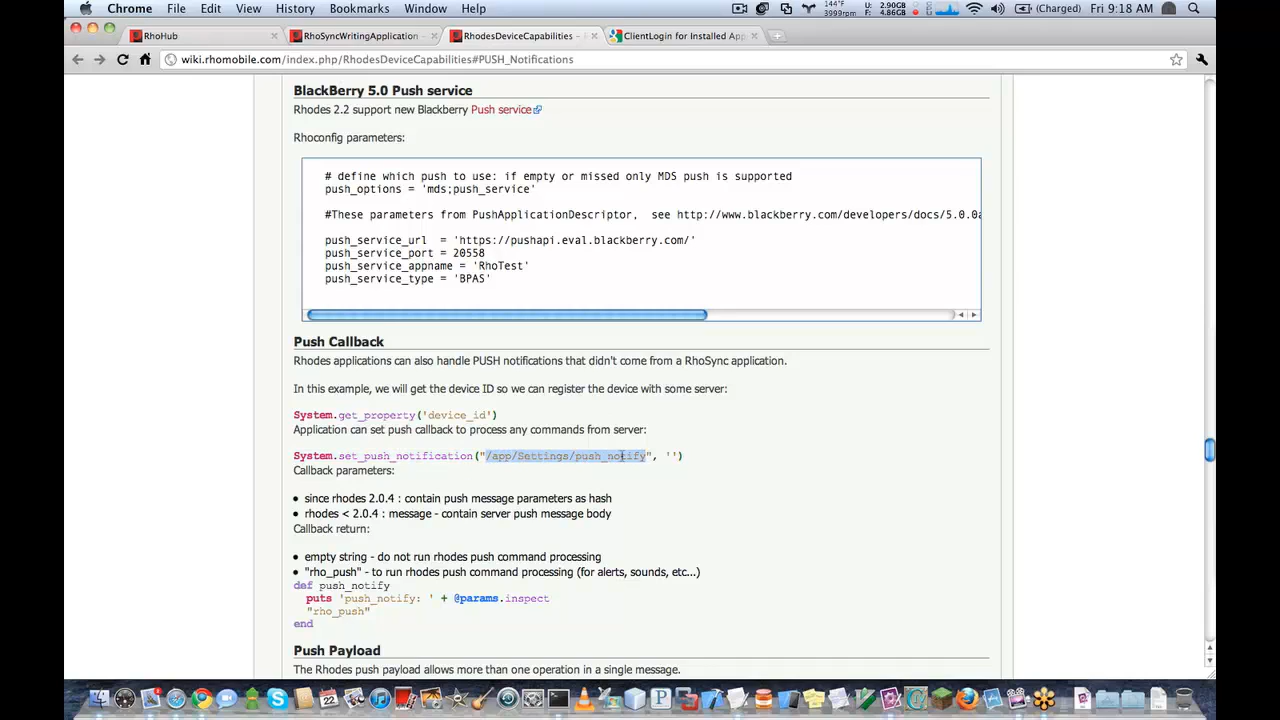 Chrome File Edit View History Bookmarks Window Help 144°F 3999rpm U: 2.90GB F: 4.86GB (Charged) Fri 9:18 AM
RhoHub RhoSyncWritingApplication RhodesDeviceCapabilities - ClientLogin for Installed App
wiki.rhomobile.com/index.php/RhodesDeviceCapabilities#PUSH_Notifications
BlackBerry 5.0 Push service
Rhodes 2.2 support new Blackberry Push service
Rhoconfig parameters:
# define which push to use: if empty or missed only MDS push is supported
push_options = 'mds;push_service'
#These parameters from PushApplicationDescriptor, see http://www.blackberry.com/developers/docs/5.0.0a
push_service_url = 'https://pushapi.eval.blackberry.com/'
push_service_port = 20558
push_service_appname = 'RhoTest'
push_service_type = 'BPAS'
Push Callback
Rhodes applications can also handle PUSH notifications that didn't come from a RhoSync application.
In this example, we will get the device ID so we can register the device with some server:
System.get_property('device_id')
Application can set push callback to process any commands from server:
System.set_push_notification("/app/Settings/push_notify", '')
Callback parameters:
• since rhodes 2.0.4 : contain push message parameters as hash
• rhodes < 2.0.4 : message - contain server push message body
Callback return:
• empty string - do not run rhodes push command processing
• "rho_push" - to run rhodes push command processing (for alerts, sounds, etc...)
def push_notify
puts 'push_notify: ' + @params.inspect
"rho_push"
end
Push Payload
The Rhodes push payload allows more than one operation in a single message.